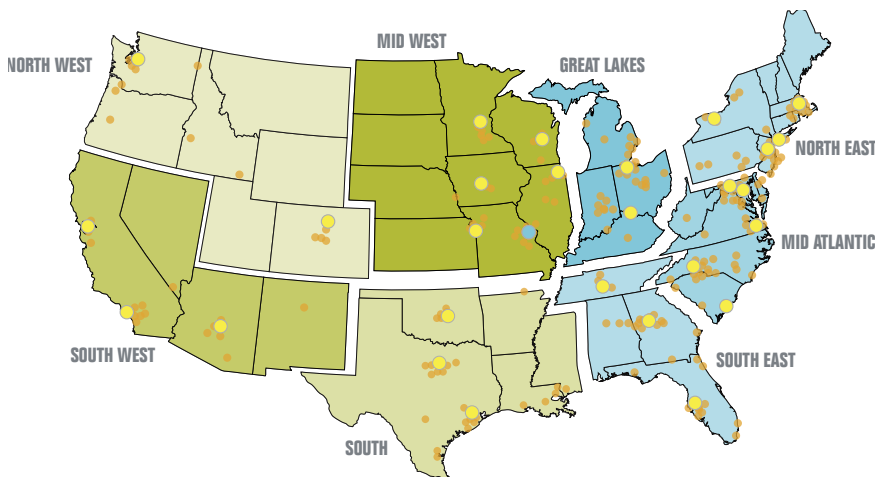 MID WEST
NORTH WEST
GREAT LAKES
NORTH EAST
MID ATLANTIC
SOUTH WEST
SOUTH EAST
SOUTH